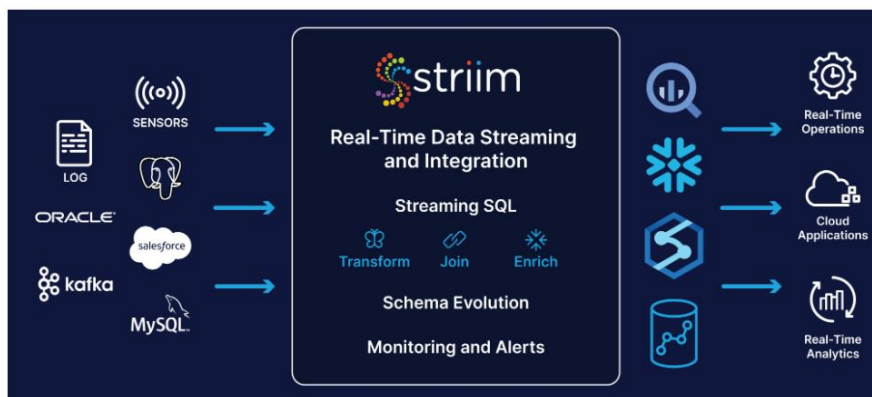 SENSORS
LOG
ORACLE
salesforce
kafka
MySQL
striim
Real-Time Data Streaming
and Integration
Streaming SQL
Transform Join Enrich
Schema Evolution
Monitoring and Alerts
Real-Time
Operations
Cloud
Applications
Real-Time
Analytics